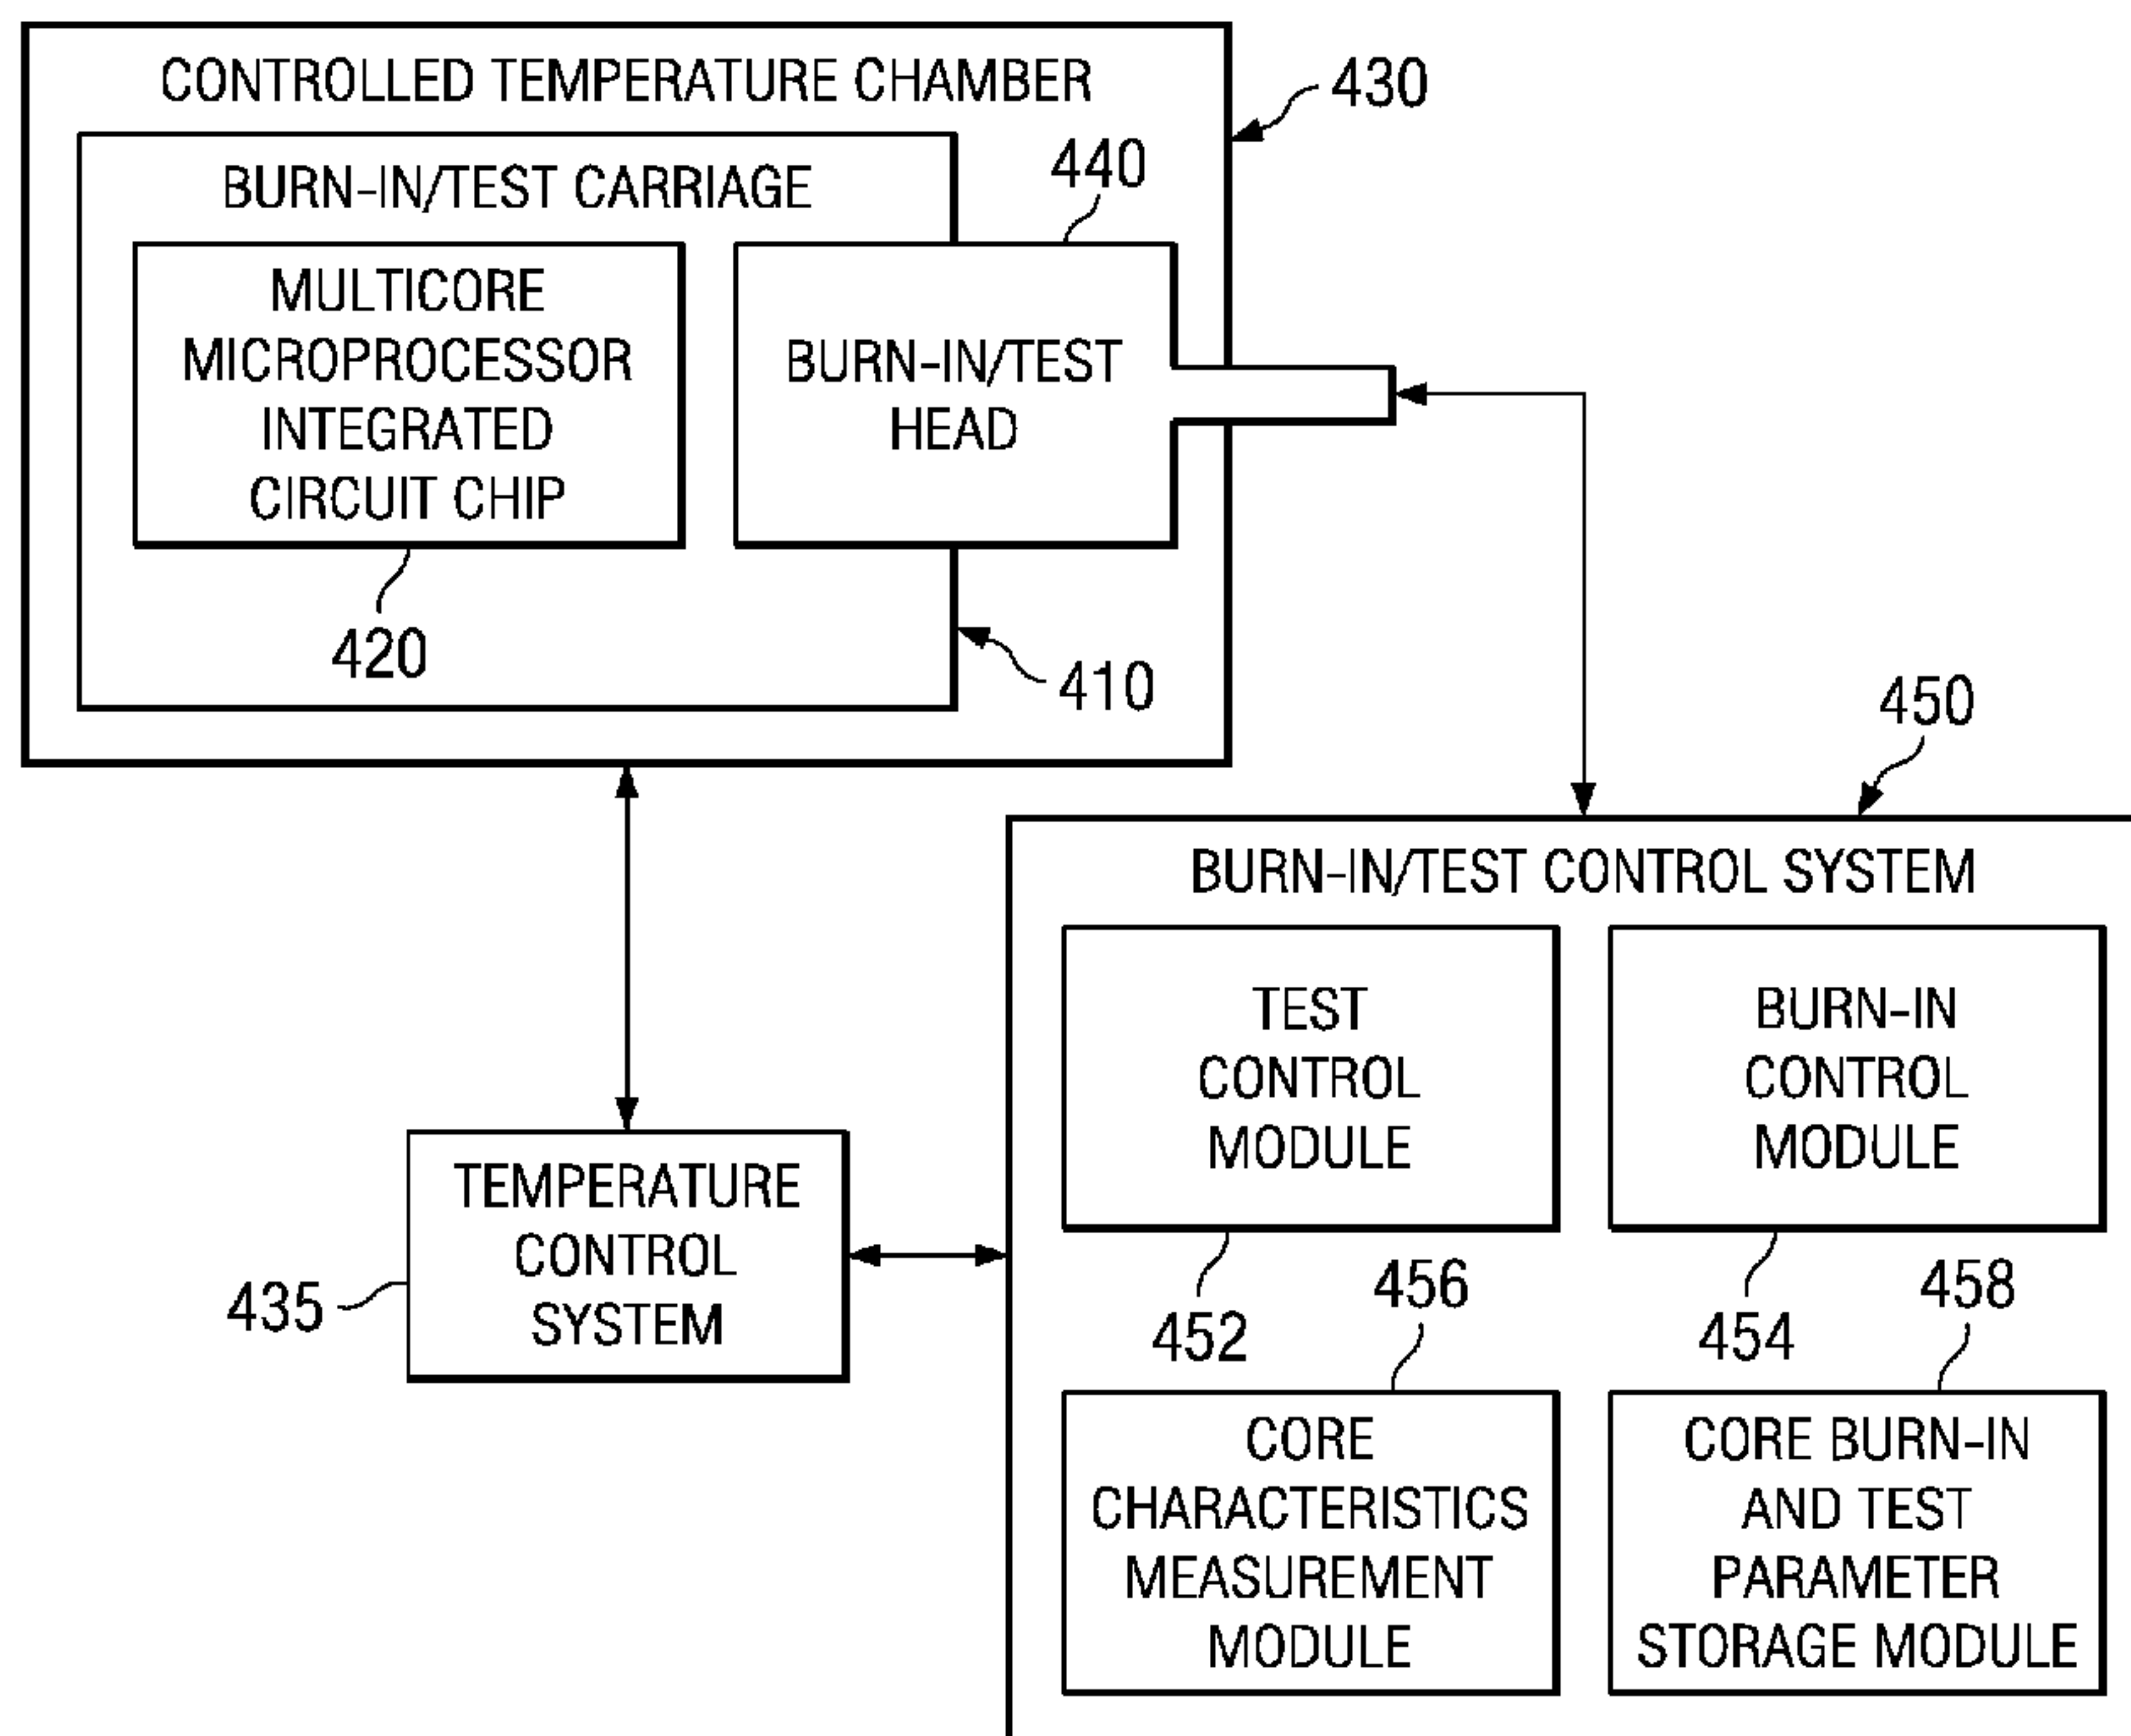 CONTROLLED TEMPERATURE CHAMBER
430
BURN-IN/TEST CARRIAGE
440
MULTICORE
MICROPROCESSOR
INTEGRATED
CIRCUIT CHIP
BURN-IN/TEST
HEAD
420
410
450
BURN-IN/TEST CONTROL SYSTEM
TEST
CONTROL
MODULE
BURN-IN
CONTROL
MODULE
TEMPERATURE
CONTROL
SYSTEM
435
452
456
454
458
CORE
CHARACTERISTICS
MEASUREMENT
MODULE
CORE BURN-IN
AND TEST
PARAMETER
STORAGE MODULE